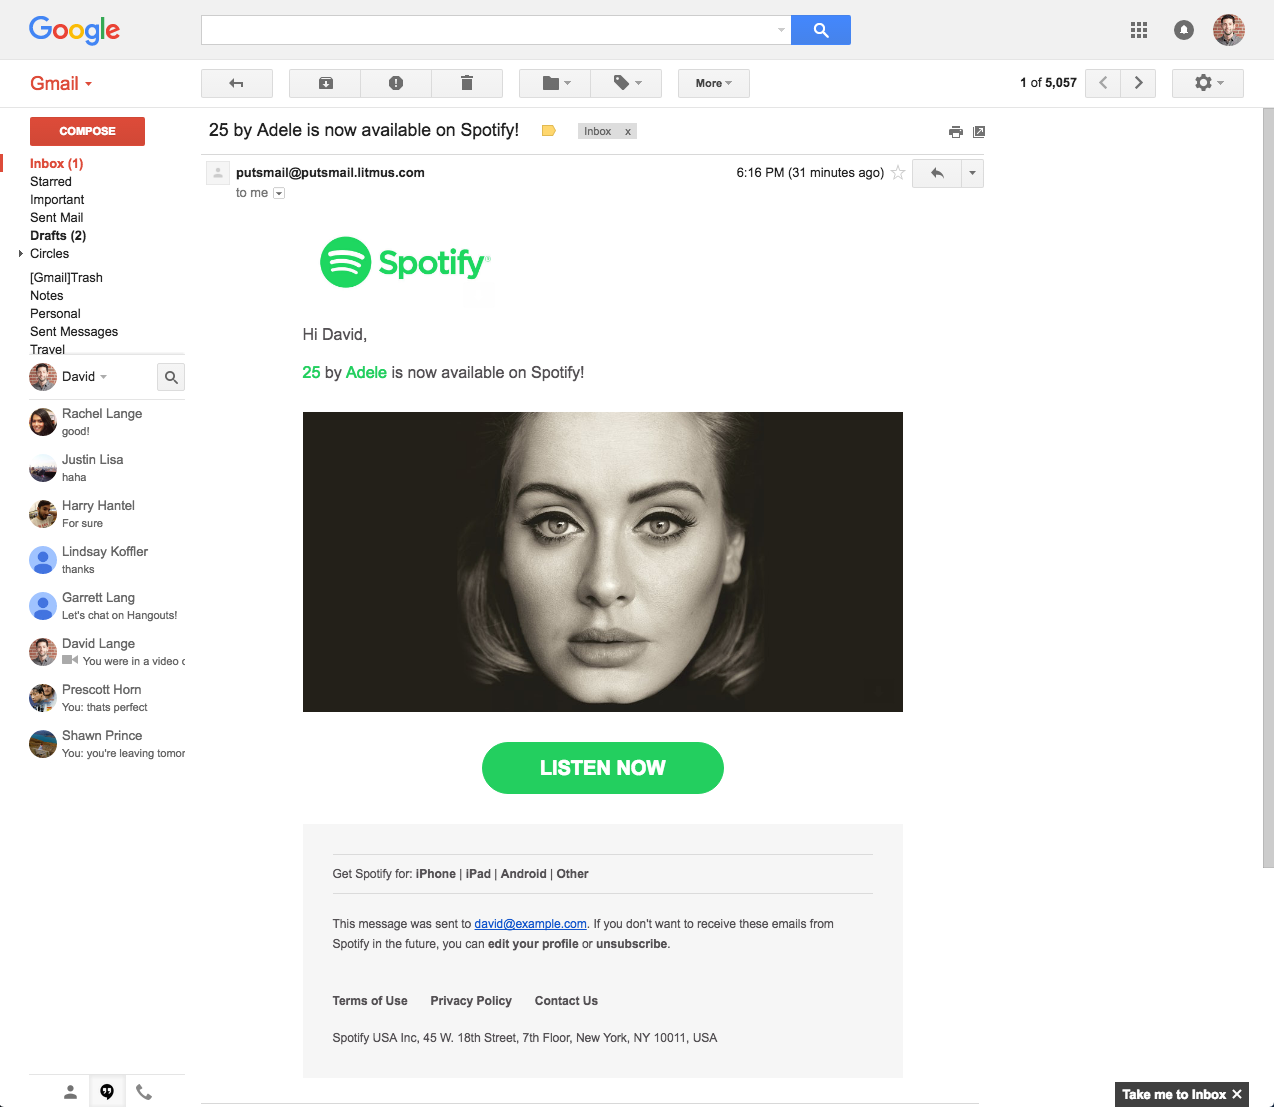 Google
Gmail
More
1 of 5,057
COMPOSE
Inbox (1)
Starred
Important
Sent Mail
Drafts (2)
Circles
[Gmail]Trash
Notes
Personal
Sent Messages
Travel
David
Rachel Lange
good!
Justin Lisa
haha
Harry Hantel
For sure
Lindsay Koffler
thanks
Garrett Lang
Let's chat on Hangouts!
David Lange
You were in a video c
Prescott Horn
You: thats perfect
Shawn Prince
You: you're leaving tomor
25 by Adele is now available on Spotify!
Inbox x
putsmail@putsmail.litmus.com
6:16 PM (31 minutes ago)
to me
Spotify
Hi David,
25 by Adele is now available on Spotify!
LISTEN NOW
Get Spotify for: iPhone | iPad | Android | Other
This message was sent to david@example.com. If you don't want to receive these emails from
Spotify in the future, you can edit your profile or unsubscribe.
Terms of Use Privacy Policy Contact Us
Spotify USA Inc, 45 W. 18th Street, 7th Floor, New York, NY 10011, USA
Take me to Inbox ✕